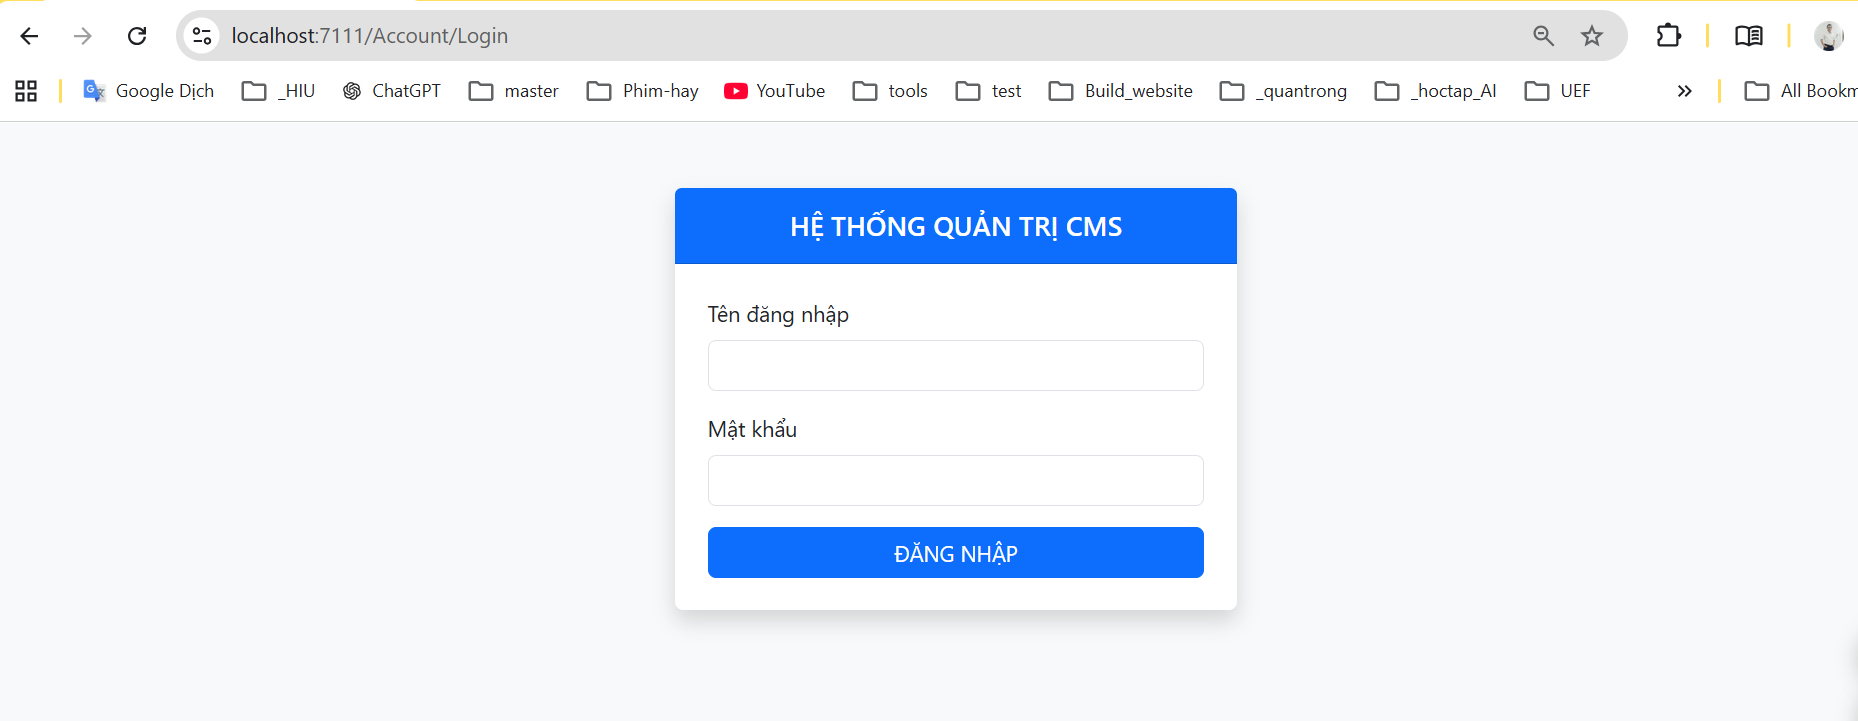 localhost:7111/Account/Login
Google Dịch _HIU ChatGPT master Phim-hay YouTube tools test Build_website _quantrong _hoctap_AI UEF All Bookm
HỆ THỐNG QUẢN TRỊ CMS
Tên đăng nhập
Mật khẩu
ĐĂNG NHẬP